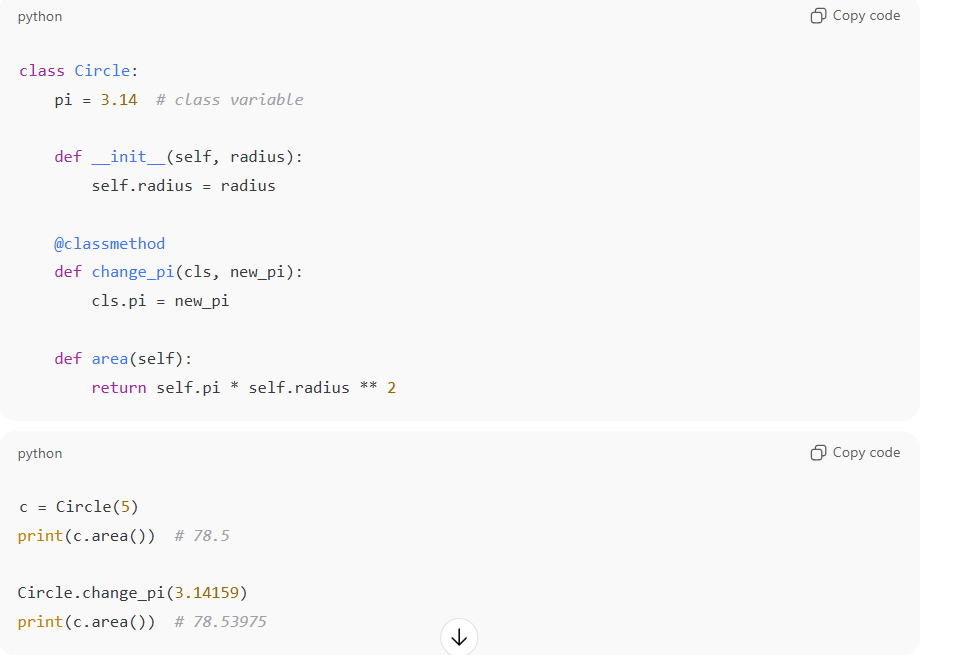 python
Copy code
class Circle:
    pi = 3.14  # class variable
    def __init__(self, radius):
        self.radius = radius
    @classmethod
    def change_pi(cls, new_pi):
        cls.pi = new_pi
    def area(self):
        return self.pi * self.radius ** 2
python
Copy code
c = Circle(5)
print(c.area())  # 78.5
Circle.change_pi(3.14159)
print(c.area())  # 78.53975